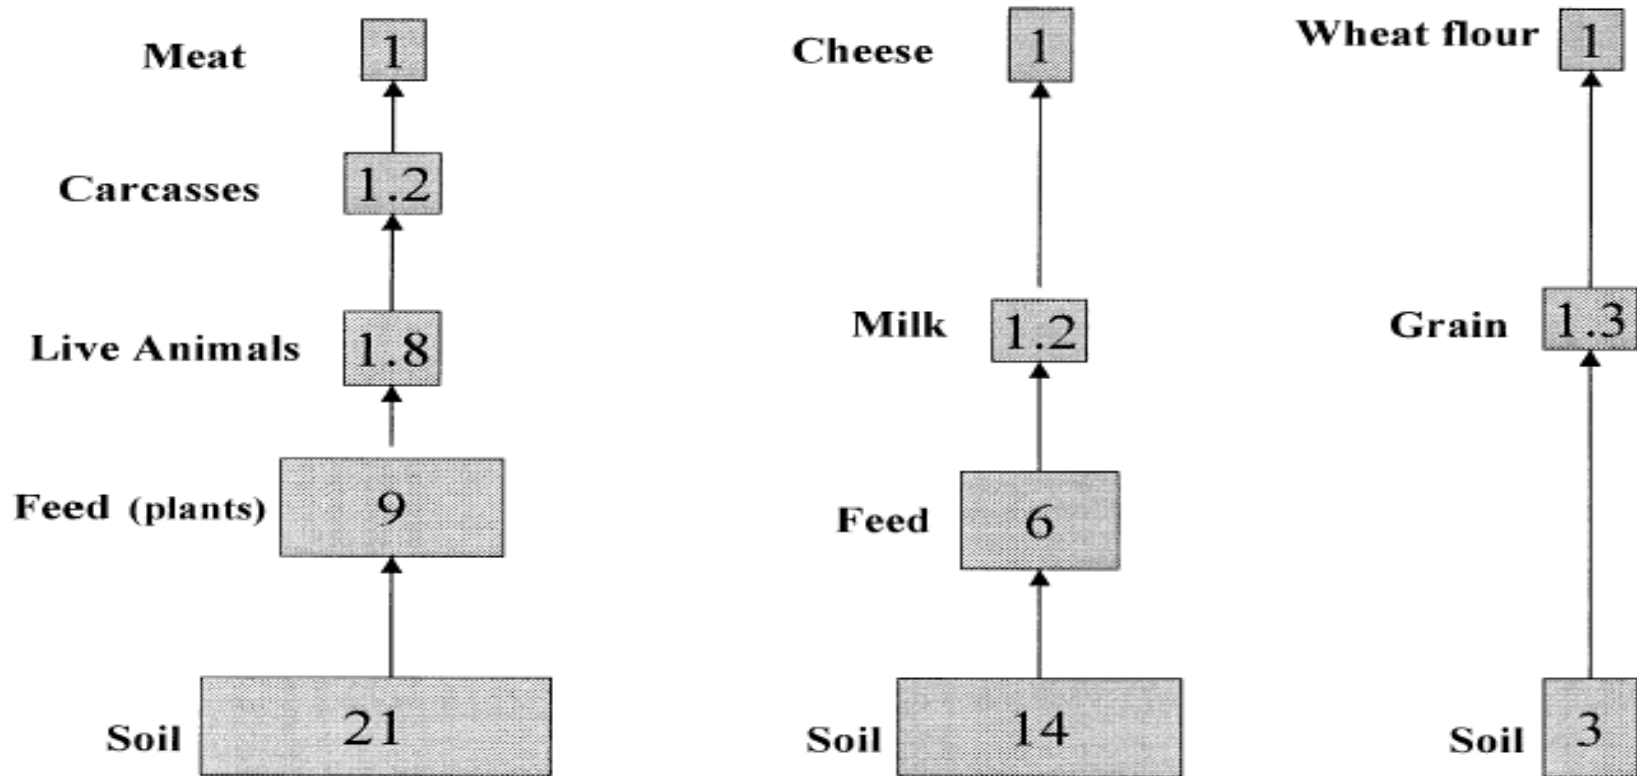 Meat 1
Carcasses 1.2
Live Animals 1.8
Feed (plants) 9
Soil 21
Cheese 1
Milk 1.2
Feed 6
Soil 14
Wheat flour 1
Grain 1.3
Soil 3